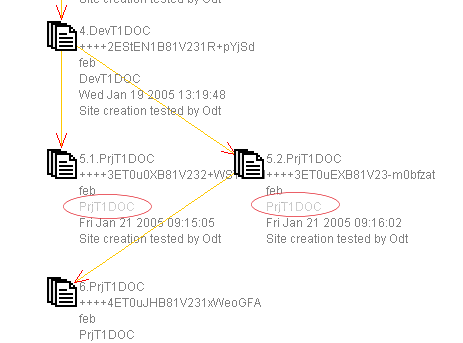 Site creation tested by Odt
4.DevT1DOC
++++2EStEN1B81V231R+pYjSd
feb
DevT1DOC
Wed Jan 19 2005 13:19:48
Site creation tested by Odt
5.1.PrjT1DOC
++++3ET0u0XB81V232+WS
feb
PrjT1DOC
Fri Jan 21 2005 09:15:05
Site creation tested by Odt
5.2.PrjT1DOC
++++3ET0uEXB81V23-m0bfzat
feb
PrjT1DOC
Fri Jan 21 2005 09:16:02
Site creation tested by Odt
6.PrjT1DOC
++++4ET0uJHB81V231xWeoGFA
feb
PrjT1DOC